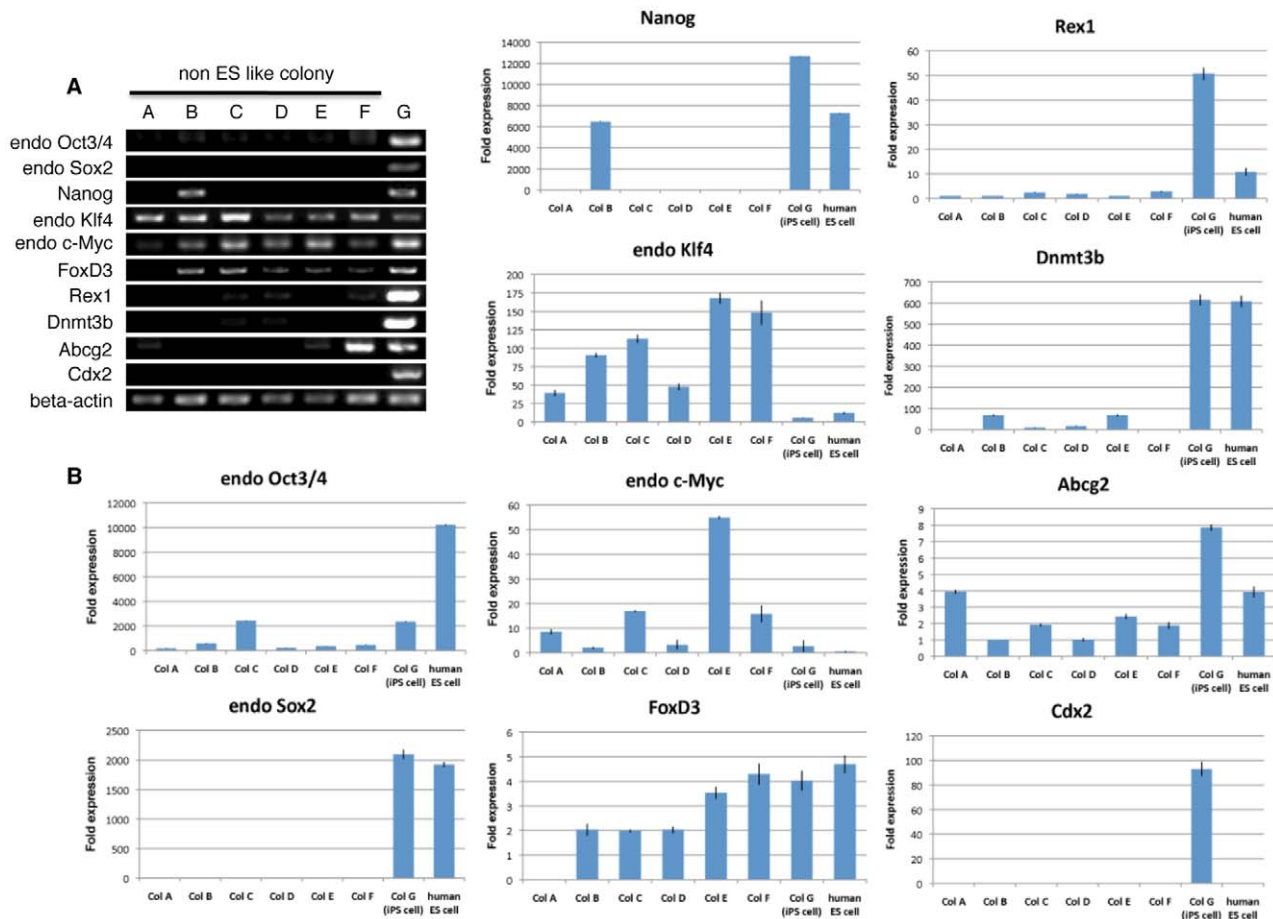 A
non ES like colony
A B C D E F G
endo Oct3/4
endo Sox2
Nanog
endo Klf4
endo c-Myc
FoxD3
Rex1
Dnmt3b
Abcg2
Cdx2
beta-actin
Nanog
Fold expression
14000
12000
10000
8000
6000
4000
2000
0
Col A Col B Col C Col D Col E Col F Col G human
(iPS cell) ES cell
Rex1
Fold expression
60
50
40
30
20
10
0
Col A Col B Col C Col D Col E Col F Col G human
(iPS cell) ES cell
endo Klf4
Fold expression
200
175
150
125
100
75
50
25
0
Col A Col B Col C Col D Col E Col F Col G human
(iPS cell) ES cell
Dnmt3b
Fold expression
700
600
500
400
300
200
100
0
Col A Col B Col C Col D Col E Col F Col G human
(iPS cell) ES cell
B
endo Oct3/4
Fold expression
12000
10000
8000
6000
4000
2000
0
Col A Col B Col C Col D Col E Col F Col G human
(iPS cell) ES cell
endo c-Myc
Fold expression
60
50
40
30
20
10
0
Col A Col B Col C Col D Col E Col F Col G human
(iPS cell) ES cell
Abcg2
Fold expression
9
8
7
6
5
4
3
2
1
0
Col A Col B Col C Col D Col E Col F Col G human
(iPS cell) ES cell
endo Sox2
Fold expression
2500
2000
1500
1000
500
0
Col A Col B Col C Col D Col E Col F Col G human
(iPS cell) ES cell
FoxD3
Fold expression
6
5
4
3
2
1
0
Col A Col B Col C Col D Col E Col F Col G human
(iPS cell) ES cell
Cdx2
Fold expression
120
100
80
60
40
20
0
Col A Col B Col C Col D Col E Col F Col G human
(iPS cell) ES cell